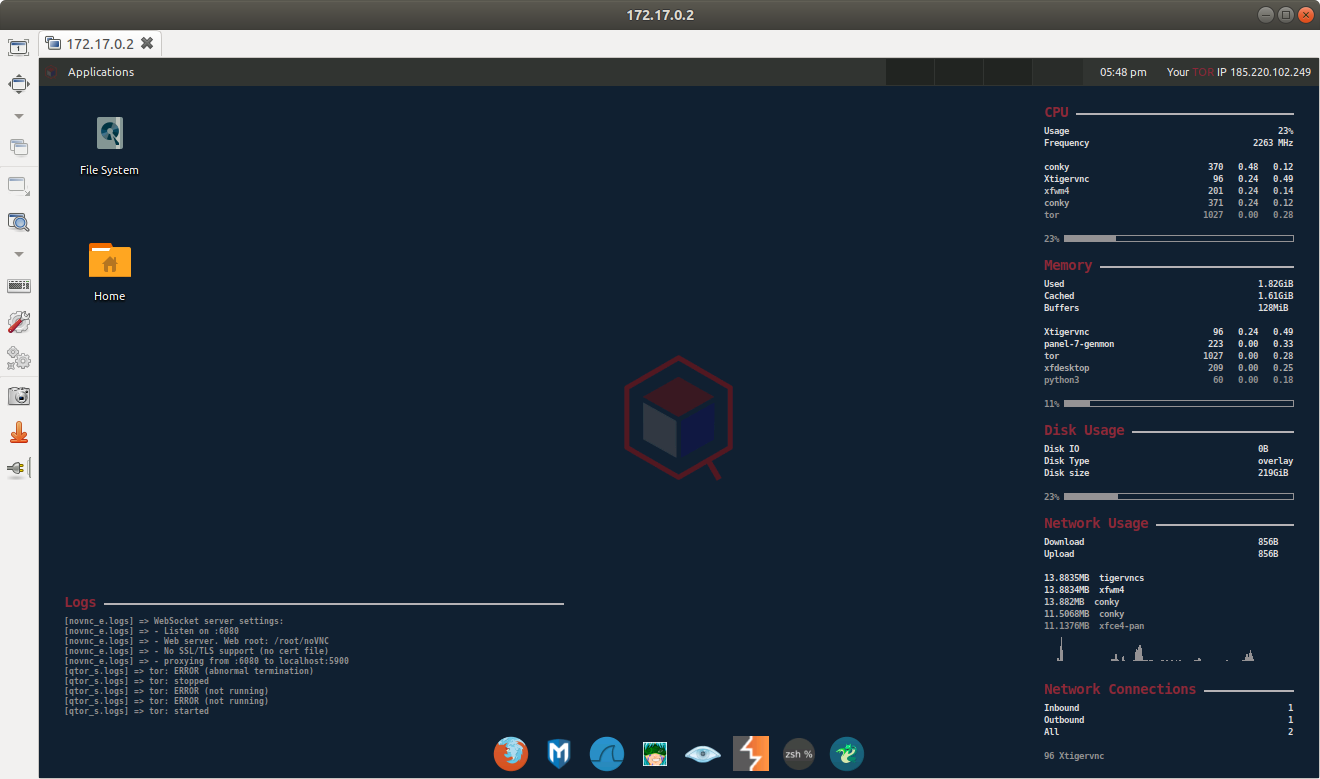 172.17.0.2
172.17.0.2
Applications
05:48 pm Your TOR IP 185.220.102.249
File System
Home
CPU
Usage 23%
Frequency 2263 MHz
conky 370 0.48 0.12
Xtigervnc 96 0.24 0.49
xfwm4 201 0.24 0.14
conky 371 0.24 0.12
tor 1027 0.00 0.28
23%
Memory
Used 1.82GiB
Cached 1.61GiB
Buffers 128MiB
Xtigervnc 96 0.24 0.49
panel-7-genmon 223 0.00 0.33
tor 1027 0.00 0.28
xfdesktop 209 0.00 0.25
python3 60 0.00 0.18
11%
Disk Usage
Disk IO 0B
Disk Type overlay
Disk size 219GiB
23%
Network Usage
Download 856B
Upload 856B
13.8835MB tigervncs
13.8834MB xfwm4
13.882MB conky
11.5068MB conky
11.1376MB xfce4-pan
Network Connections
Inbound 1
Outbound 1
All 2
96 Xtigervnc
Logs
[novnc_e.logs] => WebSocket server settings:
[novnc_e.logs] => - Listen on :6080
[novnc_e.logs] => - Web server. Web root: /root/noVNC
[novnc_e.logs] => - No SSL/TLS support (no cert file)
[novnc_e.logs] => - proxying from :6080 to localhost:5900
[qtor_s.logs] => tor: ERROR (abnormal termination)
[qtor_s.logs] => tor: stopped
[qtor_s.logs] => tor: ERROR (not running)
[qtor_s.logs] => tor: ERROR (not running)
[qtor_s.logs] => tor: started
zsh %